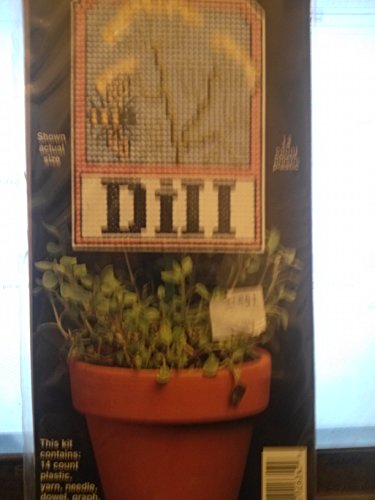 Shown
actual
size
14
count
plastic
Dill
This kit
contains:
14 count
plastic,
yarn, needle,
dowel, graph